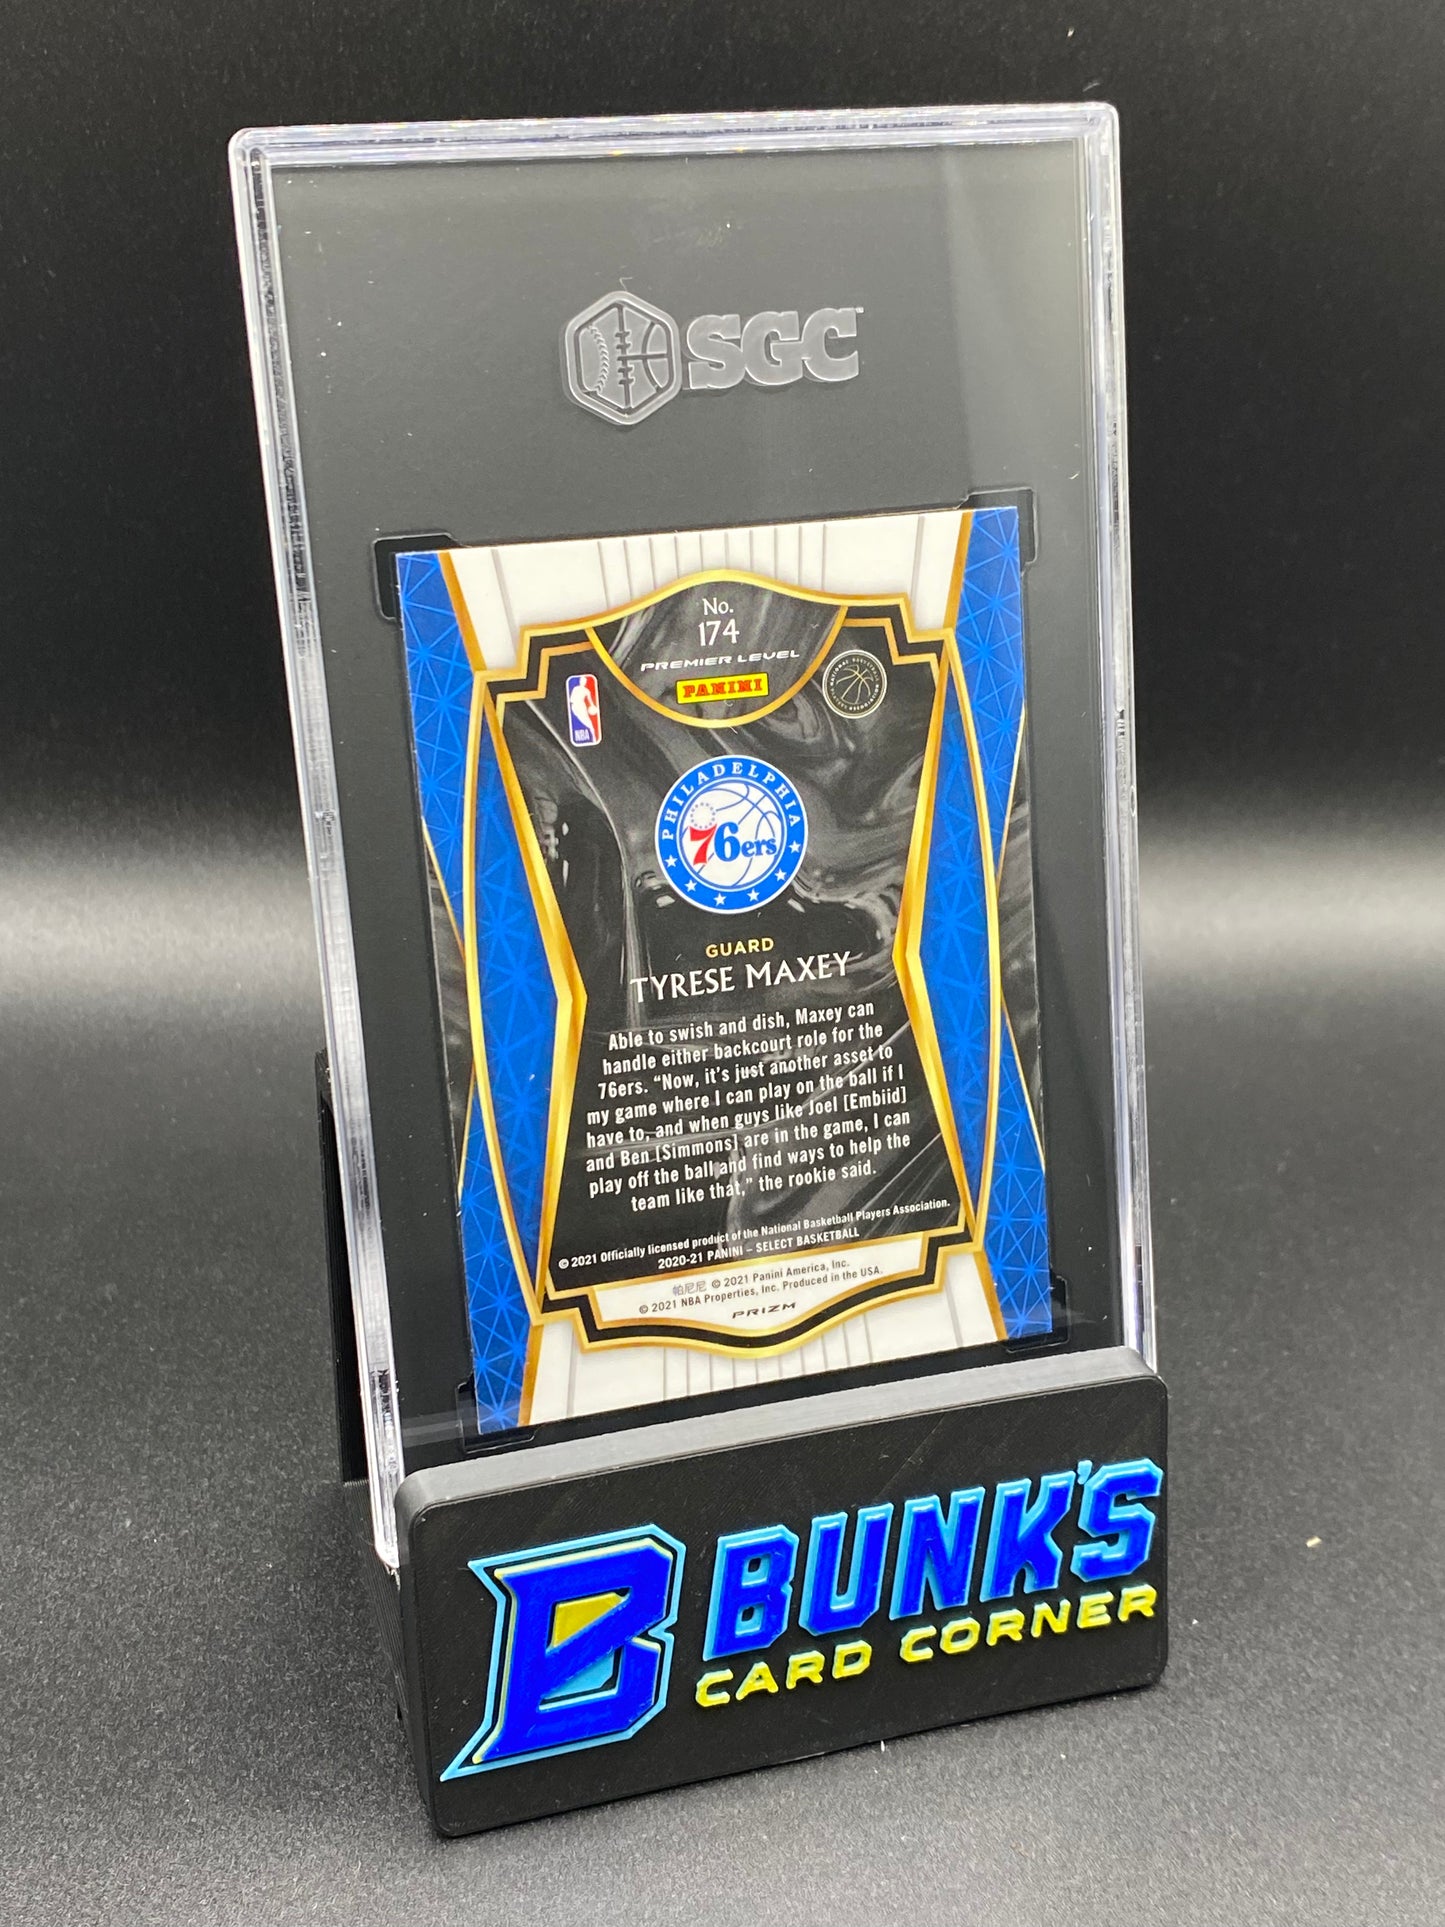 SGC
No.
174
PREMIER LEVEL
PANINI
NBA
NATIONAL BASKETBALL
PHILADELPHIA
76ers
GUARD
TYRESE MAXEY
Able to swish and dish, Maxey can
handle either backcourt role for the
76ers. “Now, it’s just another asset to
my game where I can play on the ball if I
have to, and when guys like Joel [Embiid]
and Ben [Simmons] are in the game, I can
play off the ball and find ways to help the
team like that,” the rookie said.
© 2021 Officially licensed product of the National Basketball Players Association.
2020-21 PANINI – SELECT BASKETBALL
帕尼尼 © 2021 Panini America, Inc.
© 2021 NBA Properties, Inc. Produced in the USA.
PRIZM
B BUNK'S
CARD CORNER